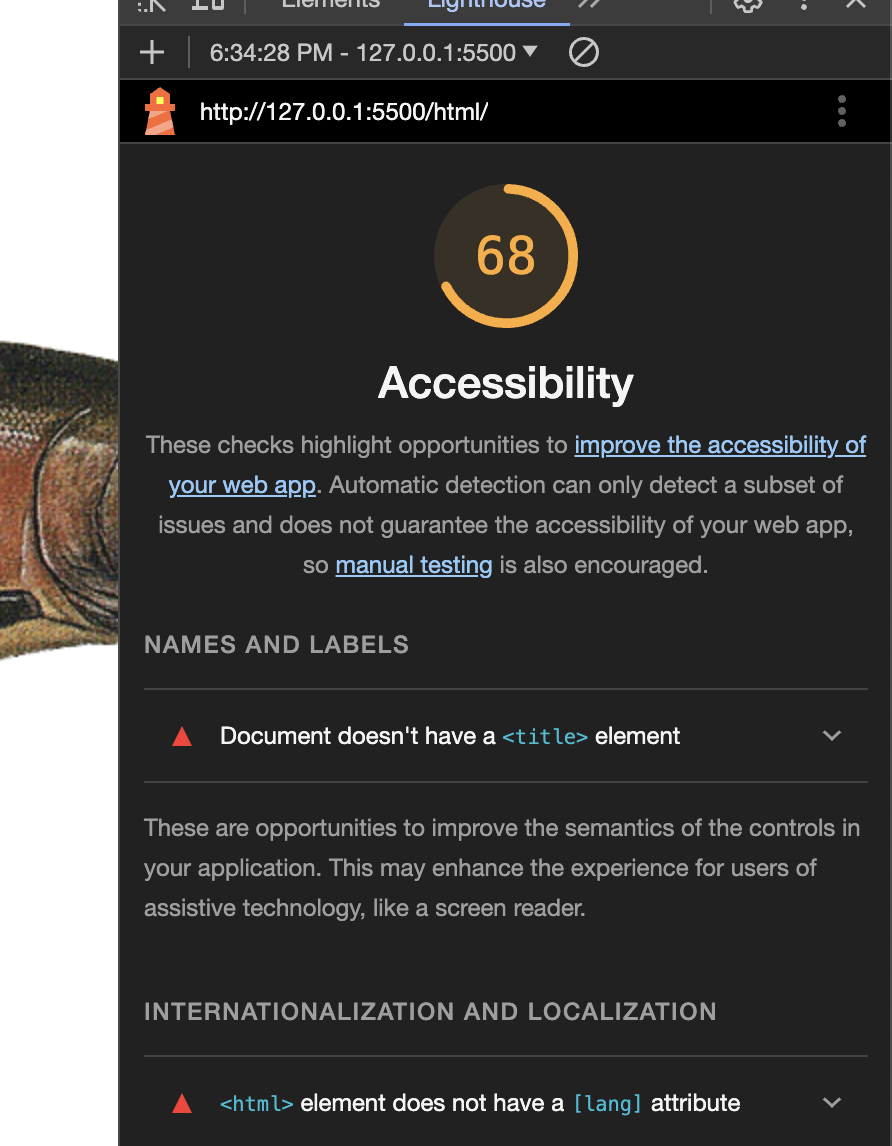 Elements Lighthouse
6:34:28 PM - 127.0.0.1:5500
http://127.0.0.1:5500/html/
68
Accessibility
These checks highlight opportunities to improve the accessibility of
your web app. Automatic detection can only detect a subset of
issues and does not guarantee the accessibility of your web app,
so manual testing is also encouraged.
NAMES AND LABELS
Document doesn't have a <title> element
These are opportunities to improve the semantics of the controls in
your application. This may enhance the experience for users of
assistive technology, like a screen reader.
INTERNATIONALIZATION AND LOCALIZATION
<html> element does not have a [lang] attribute